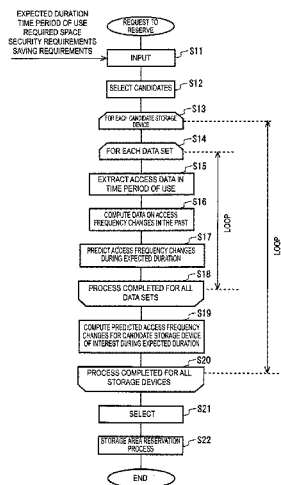 EXPECTED DURATION
TIME PERIOD OF USE
REQUIRED SPACE
SECURITY REQUIREMENTS
SAVING REQUIREMENTS
REQUEST TO
RESERVE
S11
INPUT
S12
SELECT CANDIDATES
S13
FOR EACH CANDIDATE STORAGE
DEVICE
S14
FOR EACH DATA SET
S15
EXTRACT ACCESS DATA IN
TIME PERIOD OF USE
S16
COMPUTE DATA ON ACCESS
FREQUENCY CHANGES IN THE PAST
S17
PREDICT ACCESS FREQUENCY CHANGES
DURING EXPECTED DURATION
S18
PROCESS COMPLETED FOR ALL
DATA SETS
LOOP
S19
COMPUTE PREDICTED ACCESS FREQUENCY
CHANGES FOR CANDIDATE STORAGE DEVICE
OF INTEREST DURING EXPECTED DURATION
S20
PROCESS COMPLETED FOR ALL
STORAGE DEVICES
LOOP
S21
SELECT
S22
STORAGE AREA RESERVATION
PROCESS
END